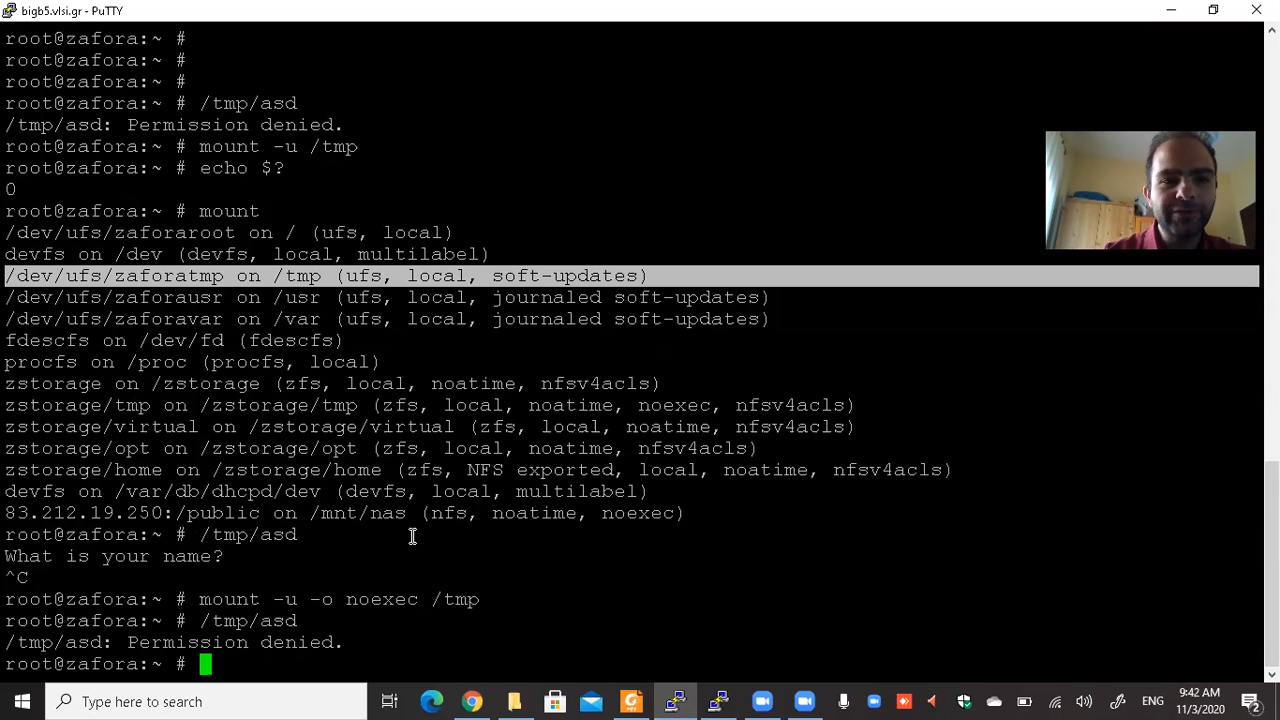 bigb5.vlsi.gr - PuTTY
root@zafora:~ #
root@zafora:~ #
root@zafora:~ #
root@zafora:~ # /tmp/asd
/tmp/asd: Permission denied.
root@zafora:~ # mount -u /tmp
root@zafora:~ # echo $?
0
root@zafora:~ # mount
/dev/ufs/zaforaroot on / (ufs, local)
devfs on /dev (devfs, local, multilabel)
/dev/ufs/zaforatmp on /tmp (ufs, local, soft-updates)
/dev/ufs/zaforausr on /usr (ufs, local, journaled soft-updates)
/dev/ufs/zaforavar on /var (ufs, local, journaled soft-updates)
fdescfs on /dev/fd (fdescfs)
procfs on /proc (procfs, local)
zstorage on /zstorage (zfs, local, noatime, nfsv4acls)
zstorage/tmp on /zstorage/tmp (zfs, local, noatime, noexec, nfsv4acls)
zstorage/virtual on /zstorage/virtual (zfs, local, noatime, nfsv4acls)
zstorage/opt on /zstorage/opt (zfs, local, noatime, nfsv4acls)
zstorage/home on /zstorage/home (zfs, NFS exported, local, noatime, nfsv4acls)
devfs on /var/db/dhcpd/dev (devfs, local, multilabel)
83.212.19.250:/public on /mnt/nas (nfs, noatime, noexec)
root@zafora:~ # /tmp/asd
What is your name?
^C
root@zafora:~ # mount -u -o noexec /tmp
root@zafora:~ # /tmp/asd
/tmp/asd: Permission denied.
root@zafora:~ #
Type here to search
ENG
9:42 AM
11/3/2020
2